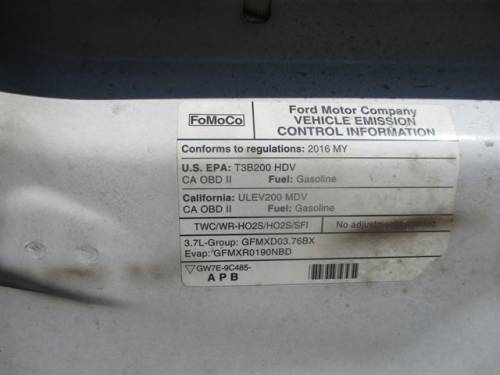 FoMoCo
Ford Motor Company
VEHICLE EMISSION
CONTROL INFORMATION
Conforms to regulations: 2016 MY
U.S. EPA: T3B200 HDV
CA OBD II Fuel: Gasoline
California: ULEV200 MDV
CA OBD II Fuel: Gasoline
TWC/WR-HO2S/HO2S/SFI No
3.7L-Group: GFMXD03.76BX
Evap: GFMXR0190NBD
GW7E-9C485-
APB